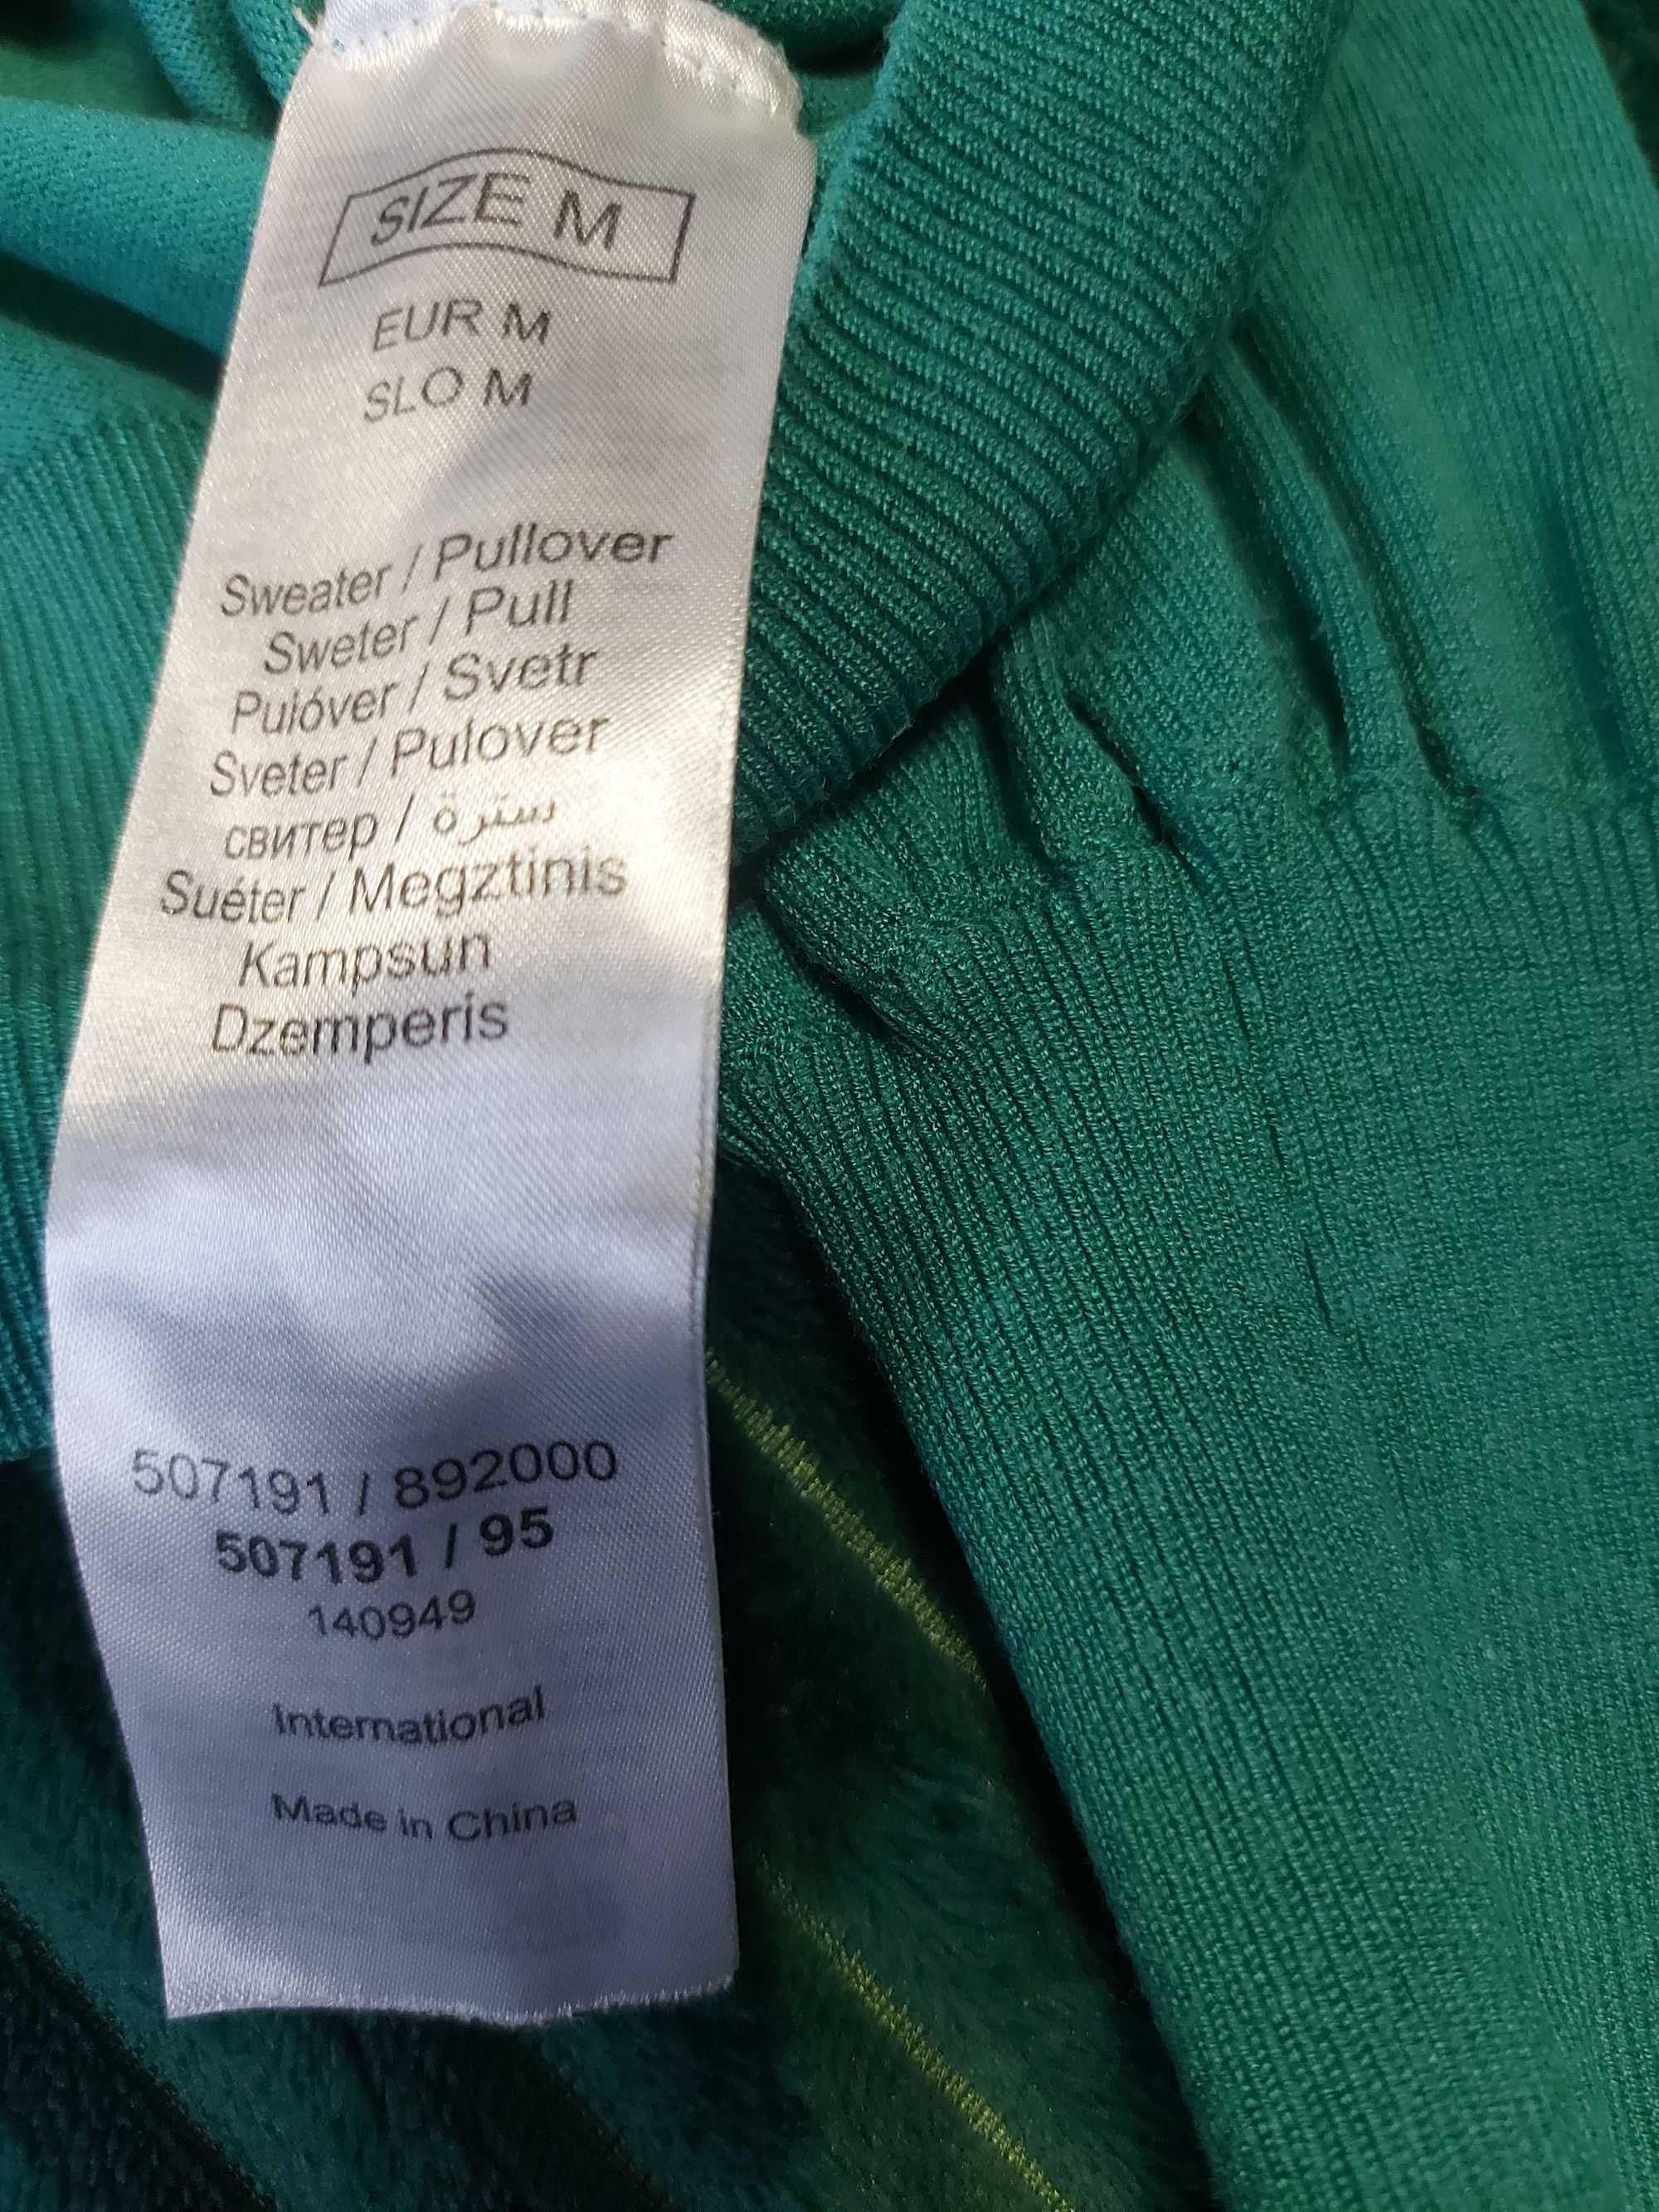 SIZE M
EUR M
SLO M
Sweater / Pullover
Sweter / Pull
Pulóver / Svetr
Sveter / Pulover
свитер / سترة
Suéter / Megztinis
Kampsun
Dzemperis
507191 / 892000
507191 / 95
140949
International
Made in China